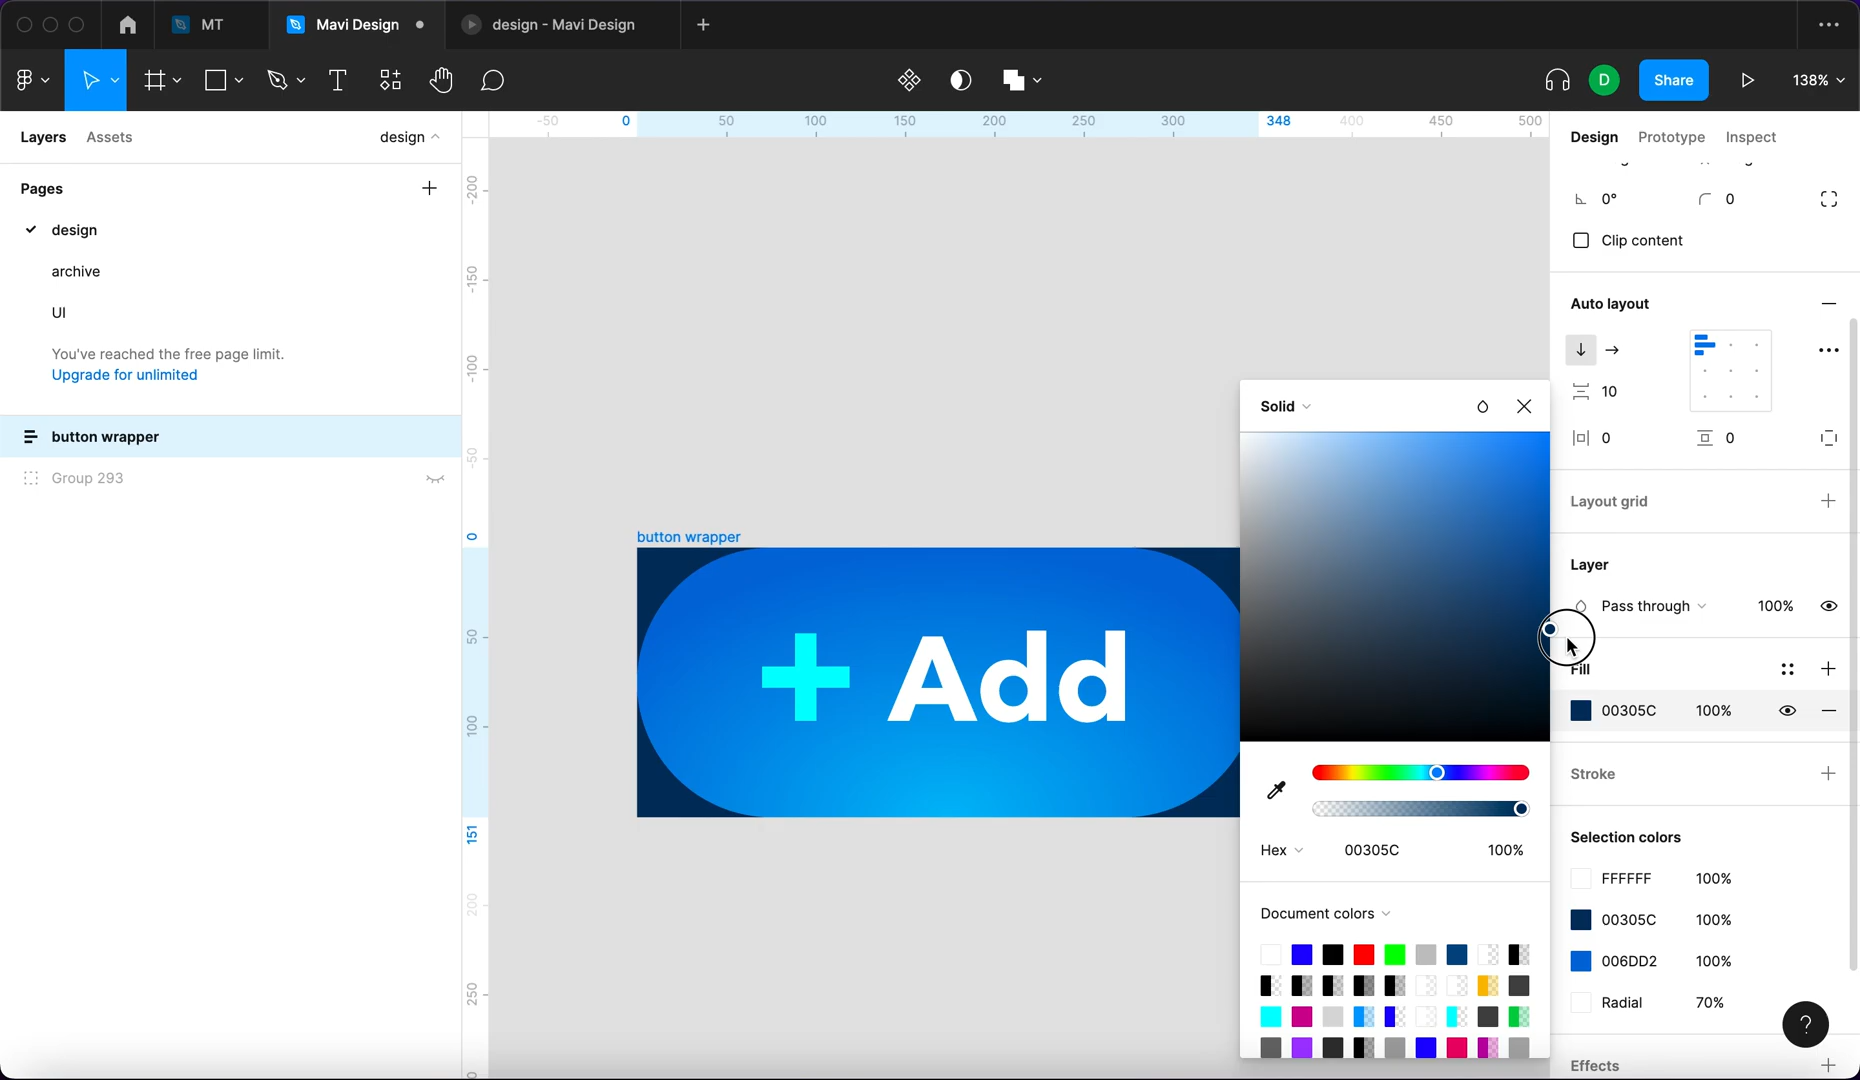 MT
Mavi Design
design - Mavi Design
D
Share
138%
Layers
Assets
design
Pages
design
archive
UI
You've reached the free page limit.
Upgrade for unlimited
button wrapper
Group 293
-50
0
50
100
150
200
250
300
348
400
450
500
-200
-150
-100
-50
0
50
100
151
200
250
button wrapper
+ Add
Solid
Hex
00305C
100%
Document colors
Design
Prototype
Inspect
0°
0
Clip content
Auto layout
10
0
0
Layout grid
Layer
Pass through
100%
Fill
00305C
100%
Stroke
Selection colors
FFFFFF
100%
00305C
100%
006DD2
100%
Radial
70%
?
Effects